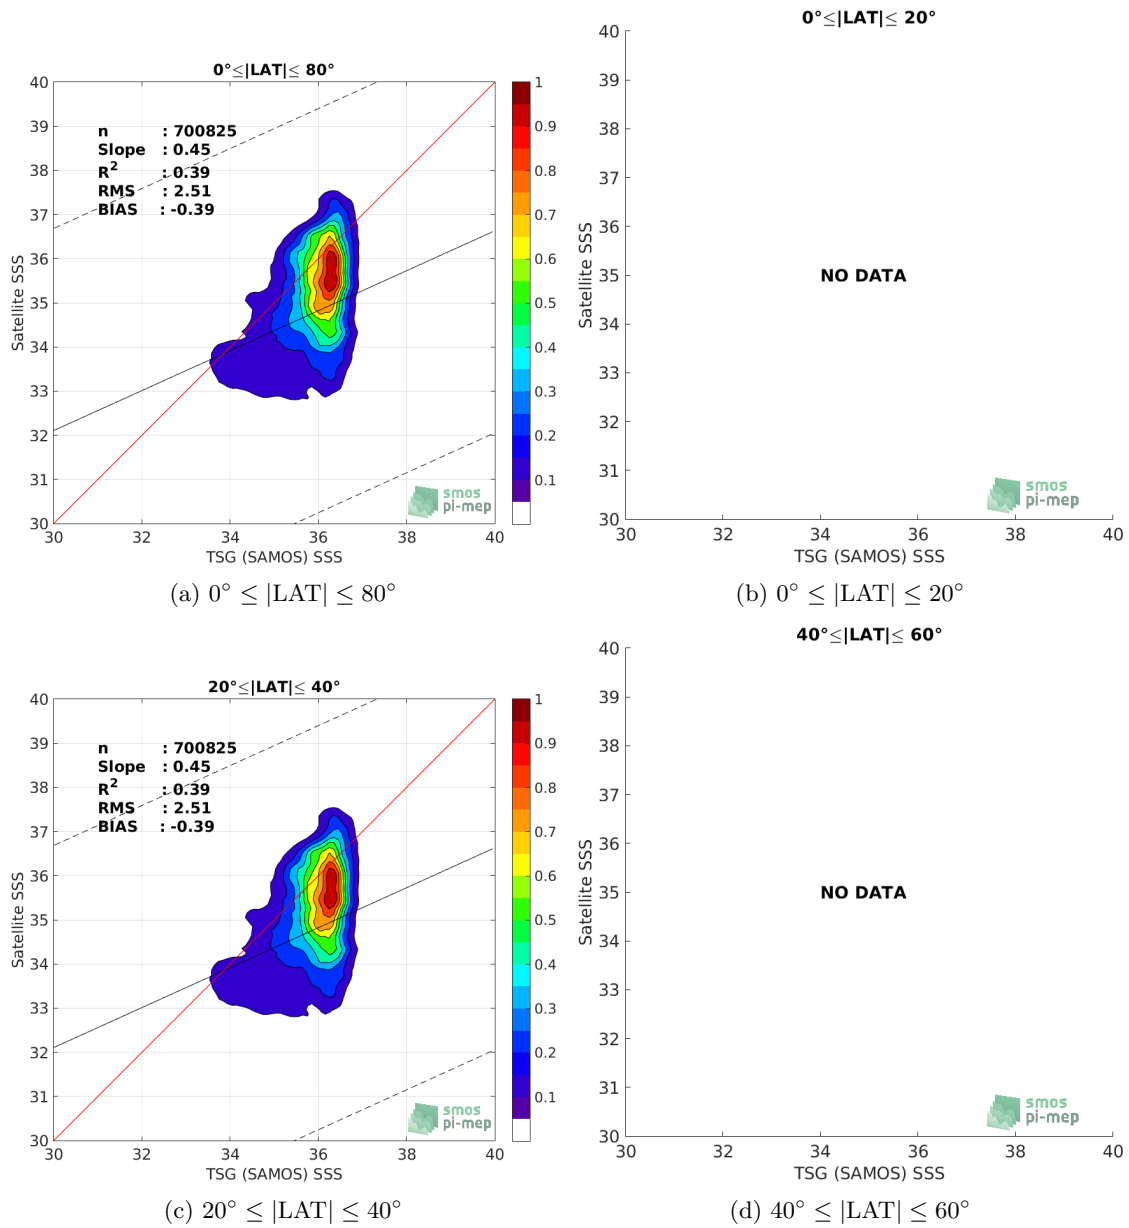 0°≤|LAT|≤ 80°
40
39
38
37
36
35
34
33
32
31
30
n : 700825
Slope : 0.45
R2 : 0.39
RMS : 2.51
BIAS : -0.39
Satellite SSS
30 32 34 36 38 40
TSG (SAMOS) SSS
1
0.9
0.8
0.7
0.6
0.5
0.4
0.3
0.2
0.1
smos
pi-mep
(a) 0° ≤ |LAT| ≤ 80°
0°≤|LAT|≤ 20°
40
39
38
37
36
35
34
33
32
31
30
Satellite SSS
NO DATA
smos
pi-mep
30 32 34 36 38 40
TSG (SAMOS) SSS
(b) 0° ≤ |LAT| ≤ 20°
20°≤|LAT|≤ 40°
40
39
38
37
36
35
34
33
32
31
30
n : 700825
Slope : 0.45
R2 : 0.39
RMS : 2.51
BIAS : -0.39
Satellite SSS
30 32 34 36 38 40
TSG (SAMOS) SSS
1
0.9
0.8
0.7
0.6
0.5
0.4
0.3
0.2
0.1
smos
pi-mep
(c) 20° ≤ |LAT| ≤ 40°
40°≤|LAT|≤ 60°
40
39
38
37
36
35
34
33
32
31
30
Satellite SSS
NO DATA
smos
pi-mep
30 32 34 36 38 40
TSG (SAMOS) SSS
(d) 40° ≤ |LAT| ≤ 60°